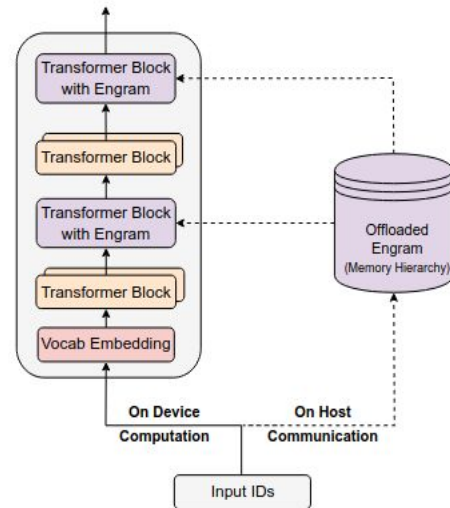 Transformer Block
with Engram
Transformer Block
Transformer Block
with Engram
Offloaded
Engram
(Memory Hierarchy)
Transformer Block
Vocab Embedding
On Device
Computation
On Host
Communication
Input IDs